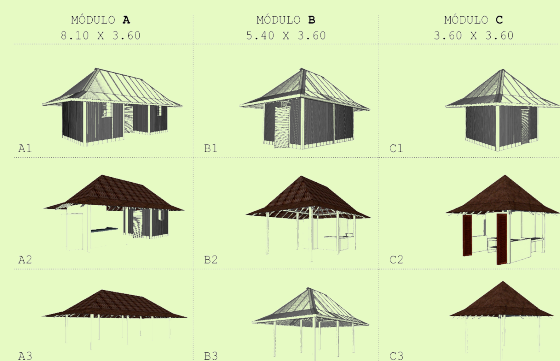 MÓDULO A
8.10 X 3.60
MÓDULO B
5.40 X 3.60
MÓDULO C
3.60 X 3.60
A1
B1
C1
A2
B2
C2
A3
B3
C3